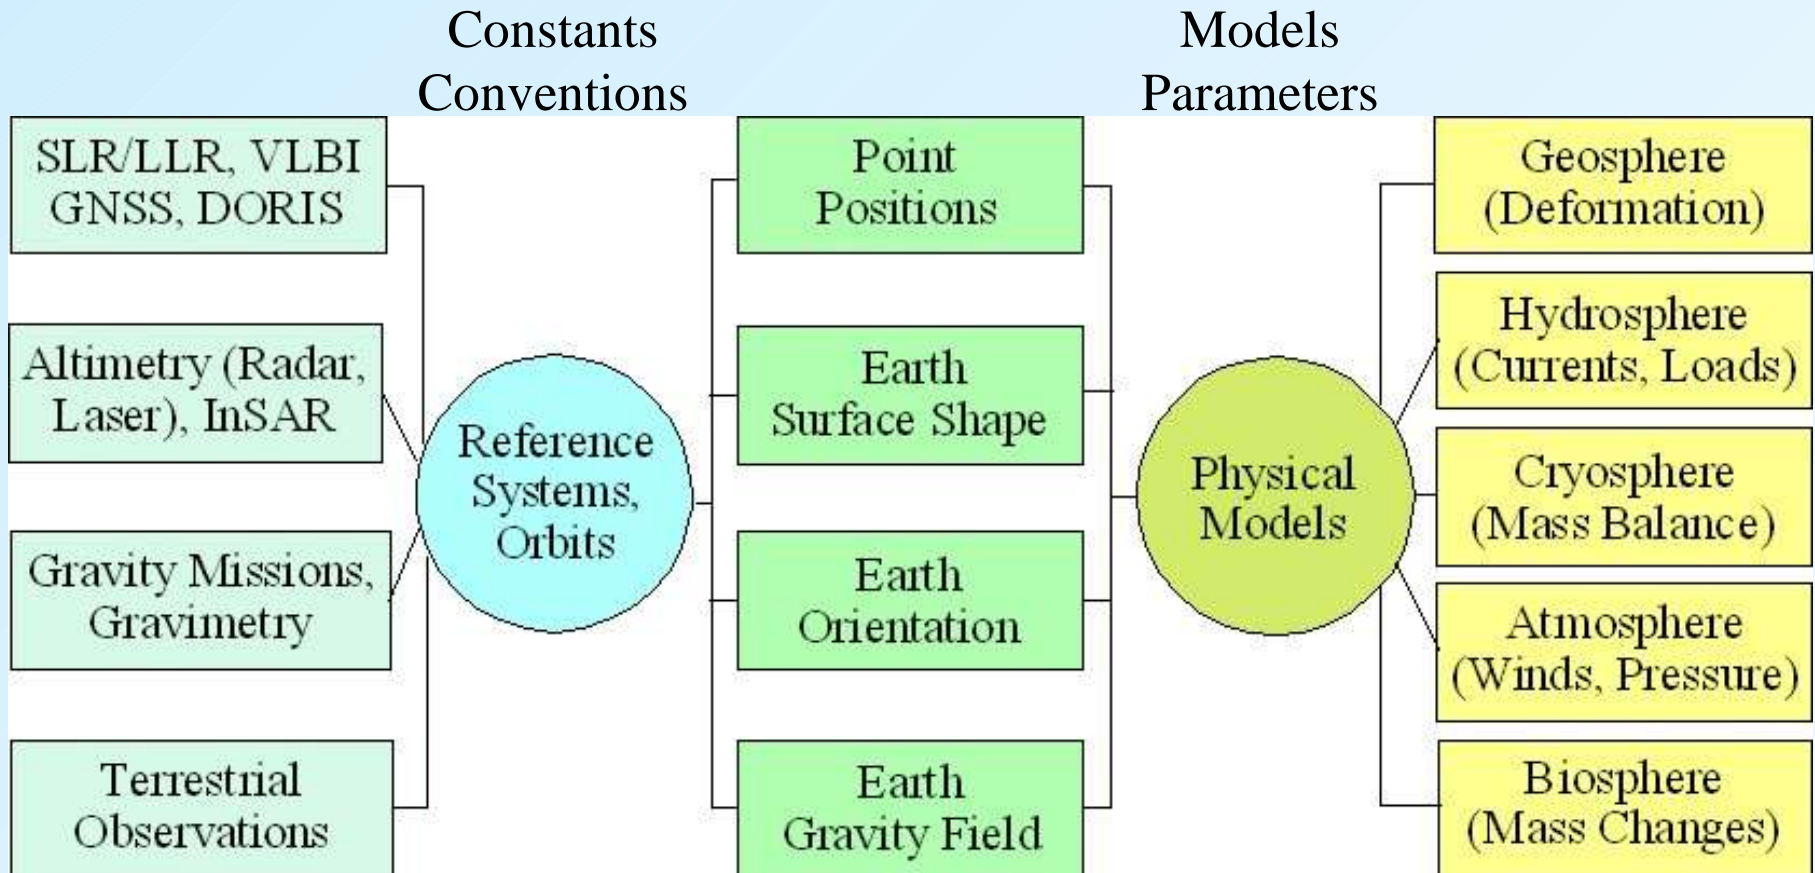 Constants
Conventions
Models
Parameters
SLR/LLR, VLBI
GNSS, DORIS
Altimetry (Radar,
Laser), InSAR
Gravity Missions,
Gravimetry
Terrestrial
Observations
Reference
Systems,
Orbits
Point
Positions
Earth
Surface Shape
Earth
Orientation
Earth
Gravity Field
Physical
Models
Geosphere
(Deformation)
Hydrosphere
(Currents, Loads)
Cryosphere
(Mass Balance)
Atmosphere
(Winds, Pressure)
Biosphere
(Mass Changes)